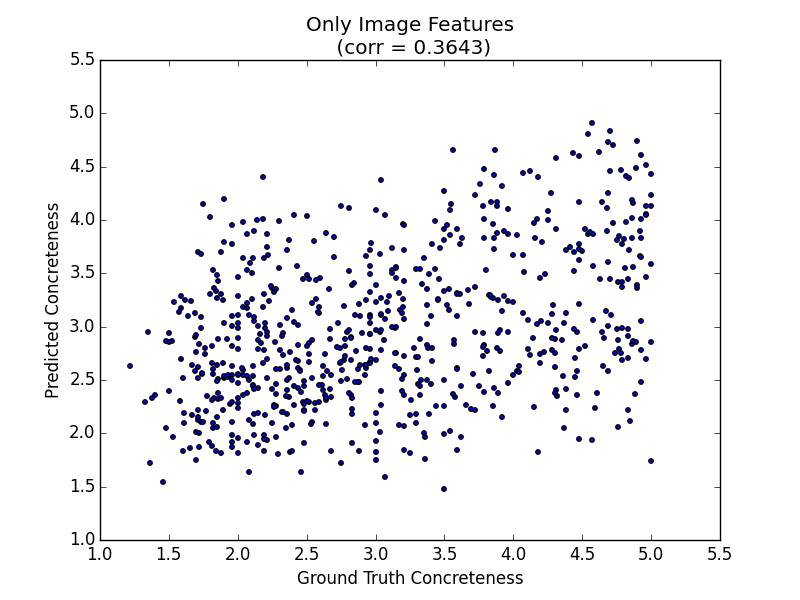 Only Image Features
(corr = 0.3643)
5.5
5.0
4.5
4.0
3.5
3.0
2.5
2.0
1.5
1.0
Predicted Concreteness
1.0 1.5 2.0 2.5 3.0 3.5 4.0 4.5 5.0 5.5
Ground Truth Concreteness